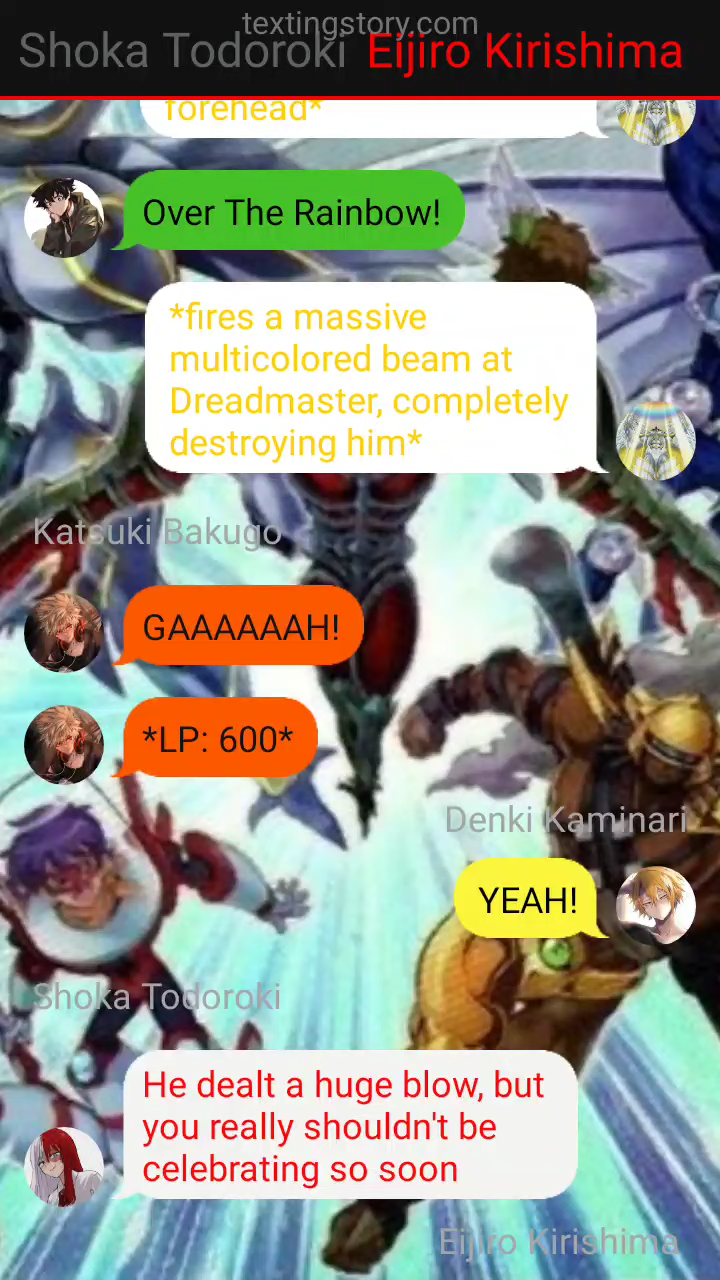 textingstory.com
Shoka Todoroki Eijiro Kirishima
forehead*
Over The Rainbow!
*fires a massive
multicolored beam at
Dreadmaster, completely
destroying him*
Katsuki Bakugo
GAAAAAAH!
*LP: 600*
Denki Kaminari
YEAH!
Shoka Todoroki
He dealt a huge blow, but
you really shouldn't be
celebrating so soon
Eijiro Kirishima